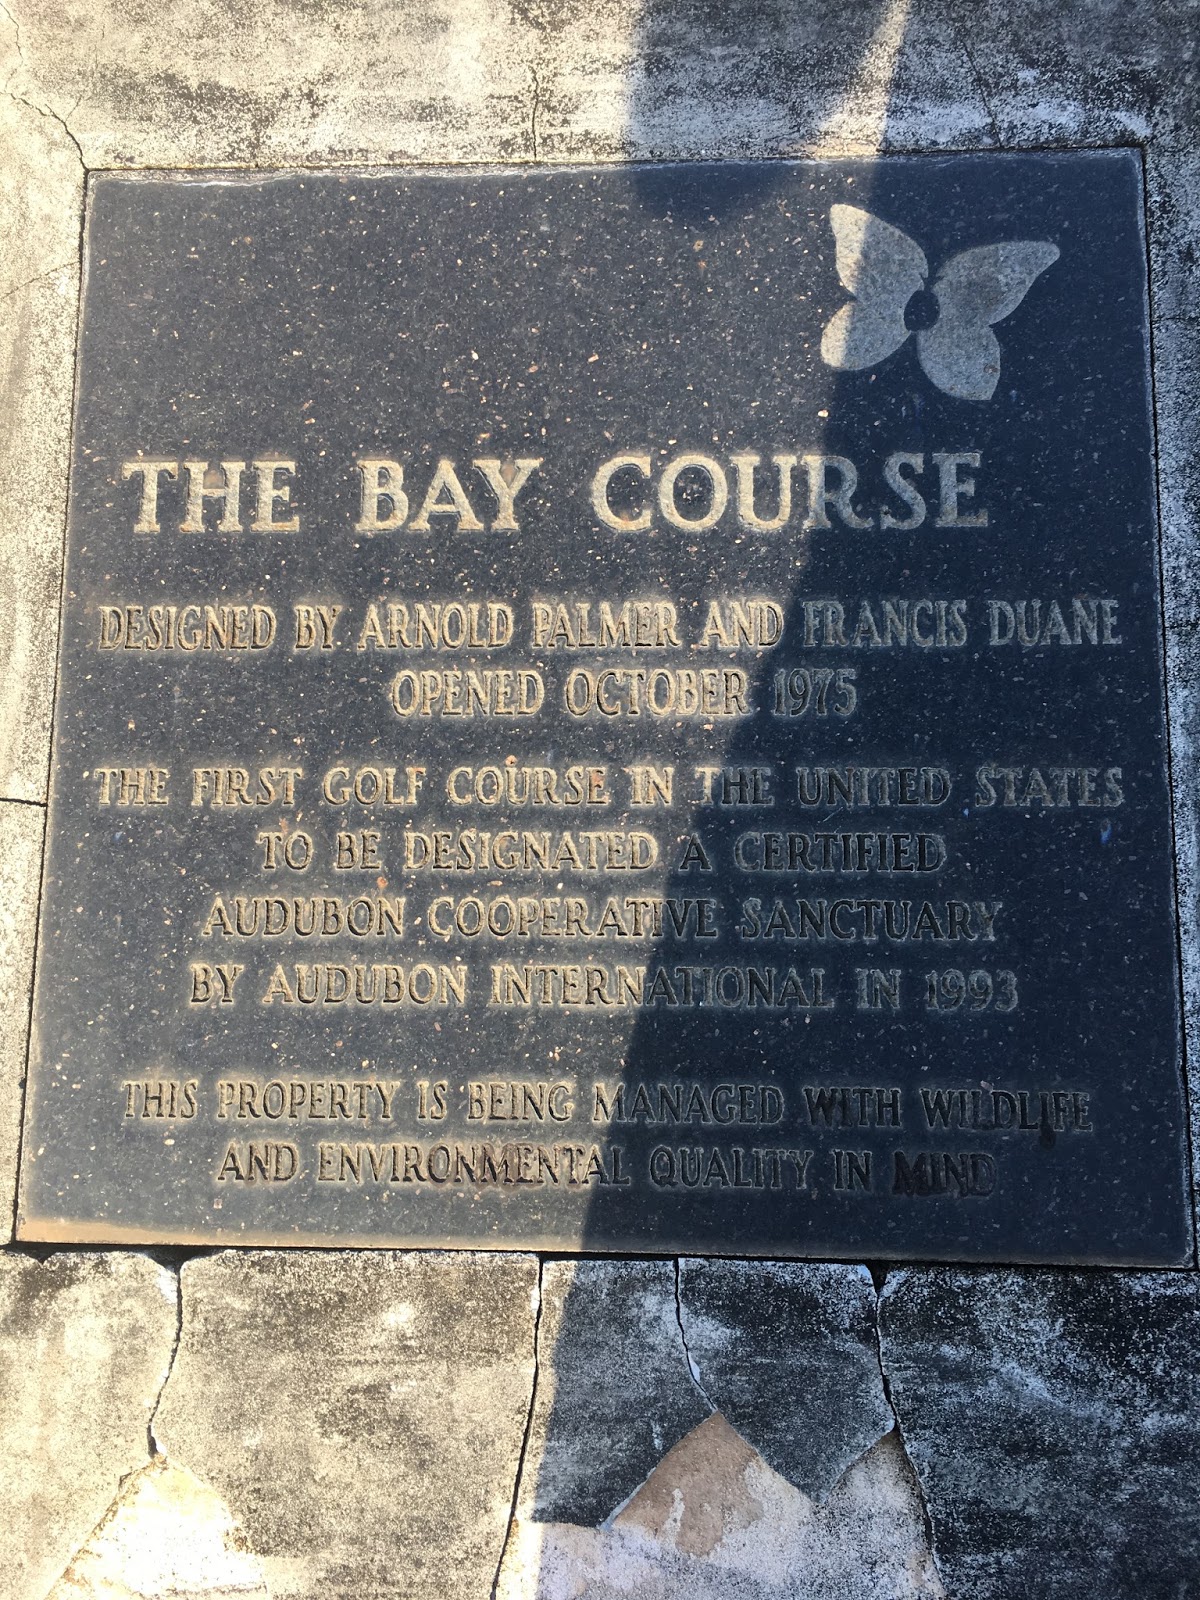 THE BAY COURSE
DESIGNED BY ARNOLD PALMER AND FRANCIS DUANE
OPENED OCTOBER 1975
THE FIRST GOLF COURSE IN THE UNITED STATES
TO BE DESIGNATED A CERTIFIED
AUDUBON COOPERATIVE SANCTUARY
BY AUDUBON INTERNATIONAL IN 1993
THIS PROPERTY IS BEING MANAGED WITH WILDLIFE
AND ENVIRONMENTAL QUALITY IN MIND